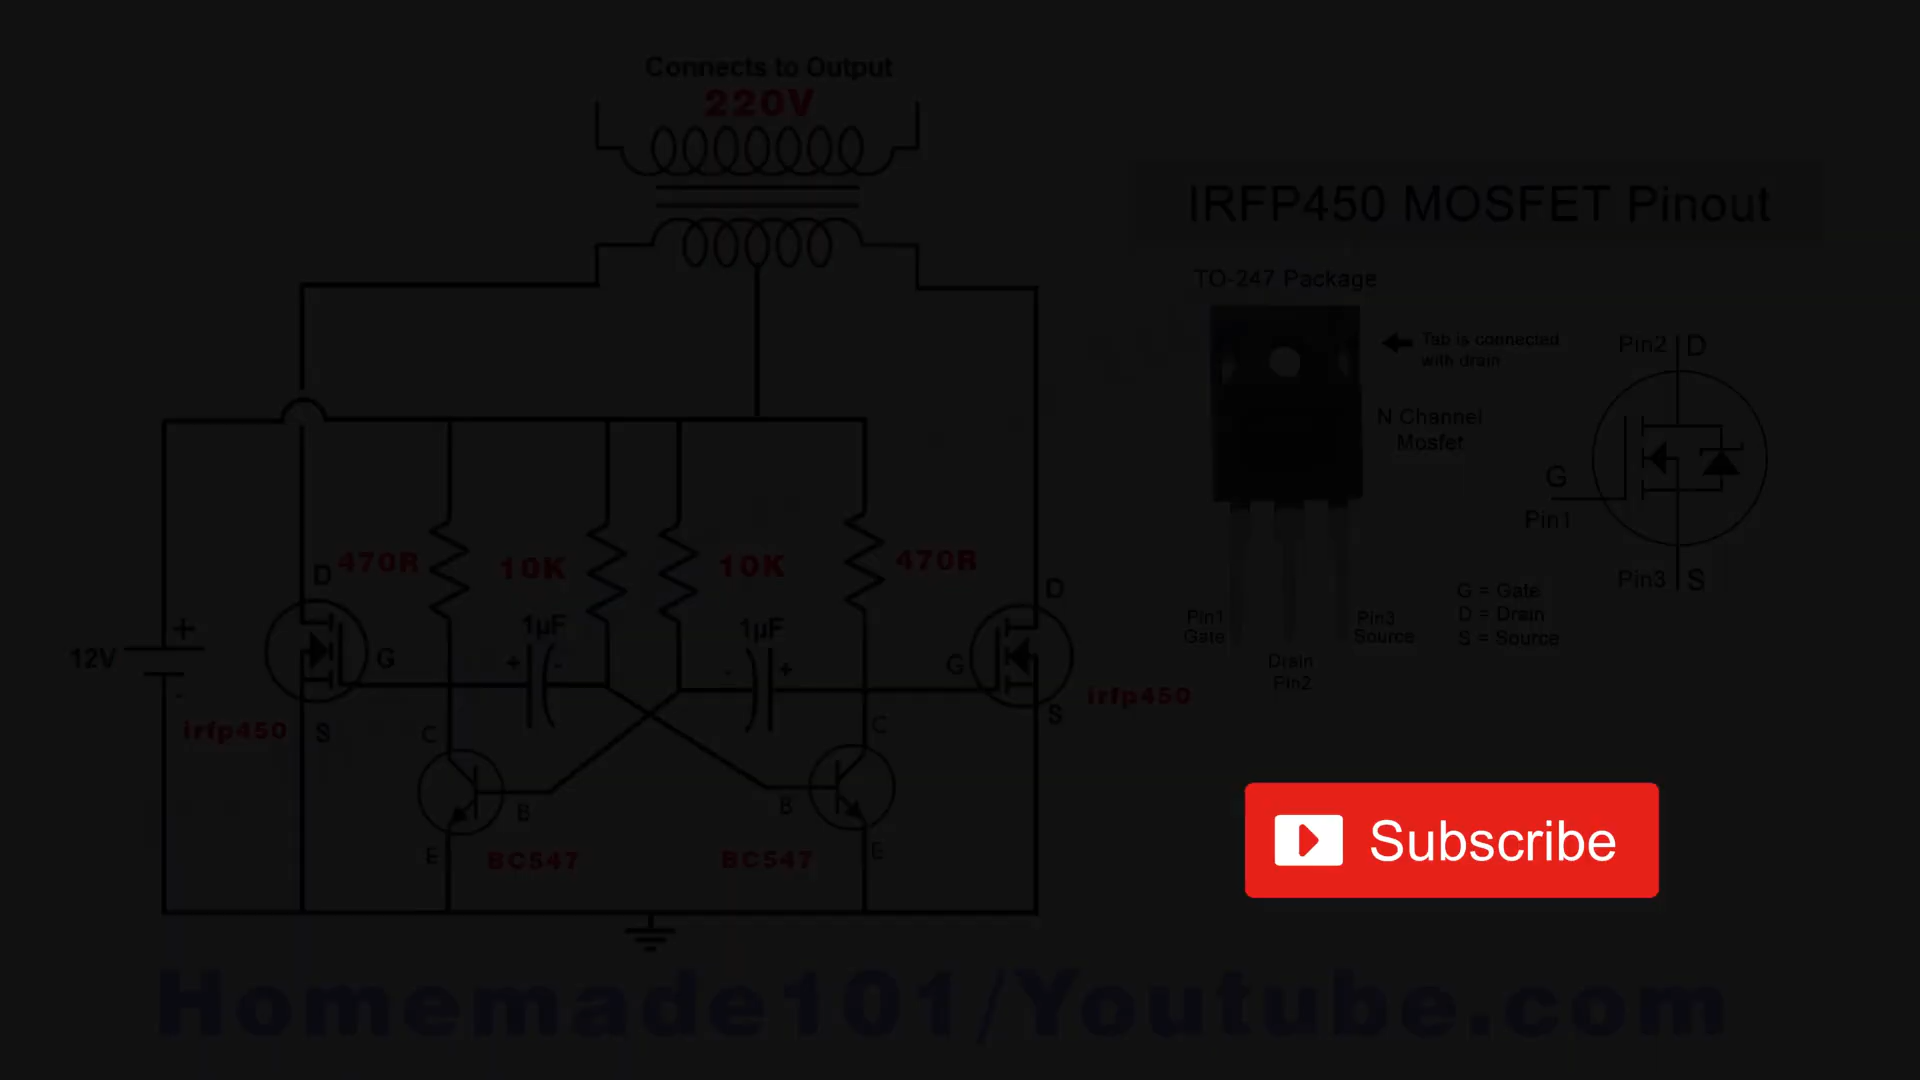 Connects to Output
220V
IRFP450 MOSFET Pinout
TO-247 Package
Tab is connected
with drain
Pin2 D
N Channel
Mosfet
G
Pin1
Pin3 S
G = Gate
D = Drain
S = Source
Pin1
Gate
Pin3
Source
Drain
Pin2
470R
10K
10K
470R
D
D
1µF
1µF
+
+
-
-
+
12V
-
G
G
irfp450
S
irfp450
S
C
C
B
B
E
E
BC547
BC547
Subscribe
Homemade101/Youtube.com